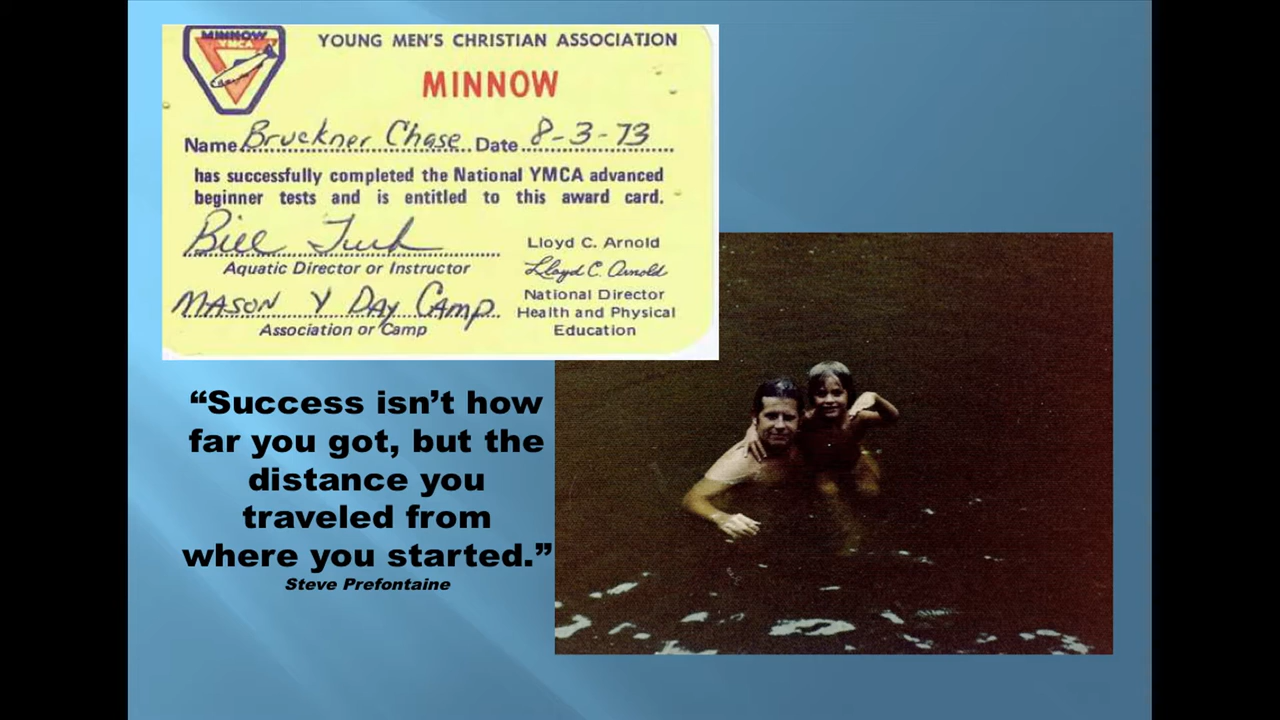 MINNOW
YMCA
YOUNG MEN'S CHRISTIAN ASSOCIATION
MINNOW
Name Bruckner Chase Date 8-3-73
has successfully completed the National YMCA advanced
beginner tests and is entitled to this award card.
Bill Turk
Aquatic Director or Instructor
MASON Y DAY CAMP
Association or Camp
Lloyd C. Arnold
Lloyd C. Arnold
National Director
Health and Physical
Education
“Success isn’t how
far you got, but the
distance you
traveled from
where you started.”
Steve Prefontaine